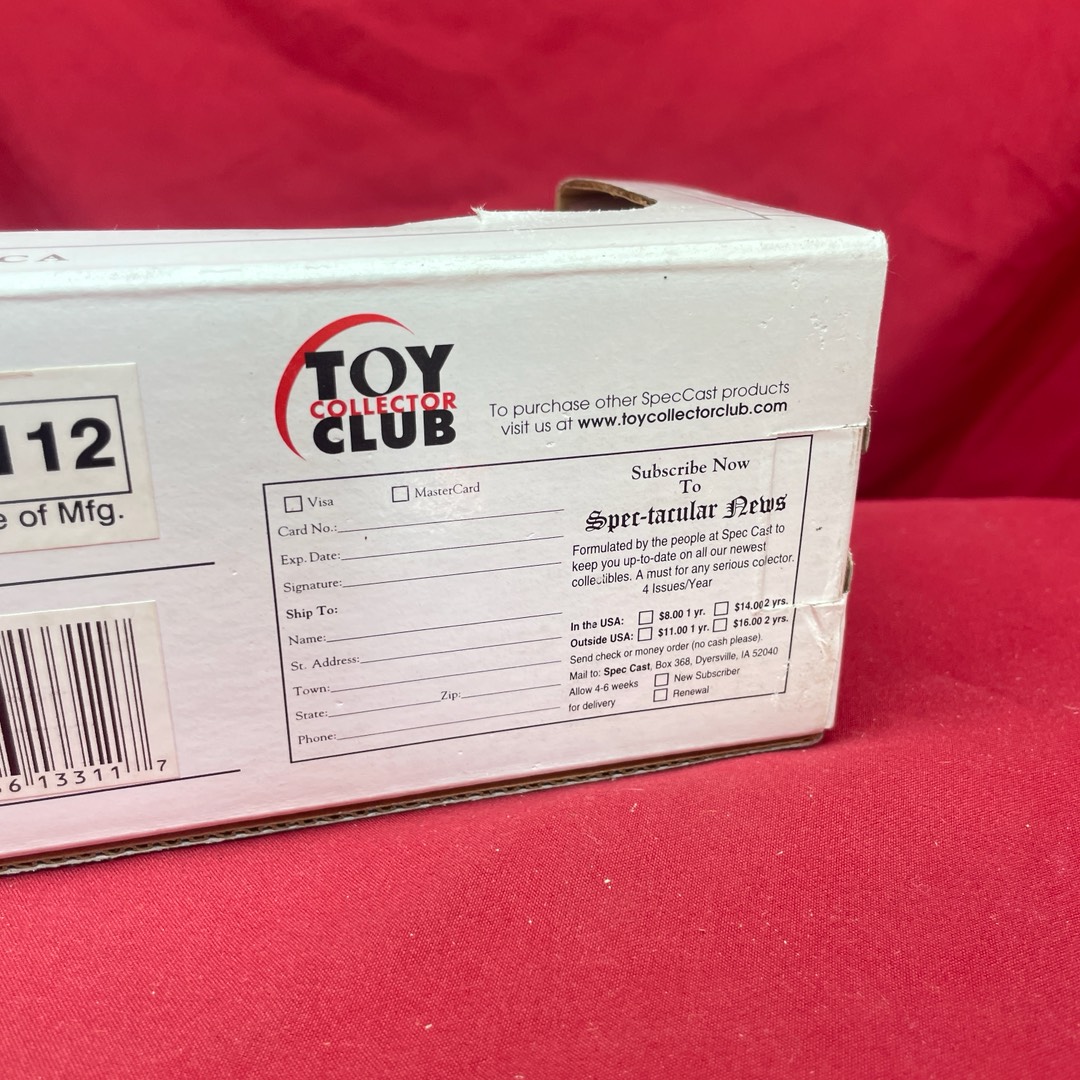 CA
112
e of Mfg.
6 13311 7
TOY
COLLECTOR
CLUB
To purchase other SpecCast products
visit us at www.toycollectorclub.com
Visa MasterCard
Card No.:
Exp. Date:
Signature:
Ship To:
Name:
St. Address:
Town:
Zip:
State:
Phone:
Subscribe Now
To
Spec-tacular News
Formulated by the people at Spec Cast to
keep you up-to-date on all our newest
collectibles. A must for any serious collector.
4 Issues/Year
In the USA: $8.00 1 yr. $14.00 2 yrs.
Outside USA: $11.00 1 yr. $16.00 2 yrs.
Send check or money order (no cash please).
Mail to: Spec Cast, Box 368, Dyersville, IA 52040
Allow 4-6 weeks New Subscriber
for delivery Renewal